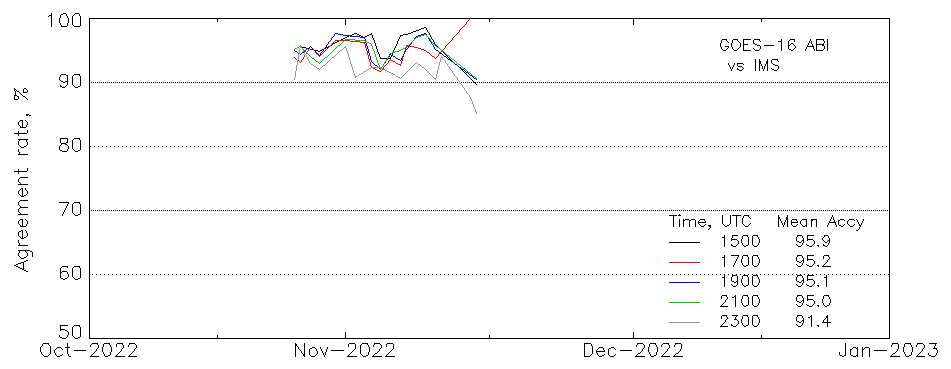 GOES-16 ABI
vs IMS
Agreement rate, %
100
90
80
70
60
50
Oct-2022 Nov-2022 Dec-2022 Jan-2023
Time, UTC Mean Accy
1500 95.9
1700 95.2
1900 95.1
2100 95.0
2300 91.4